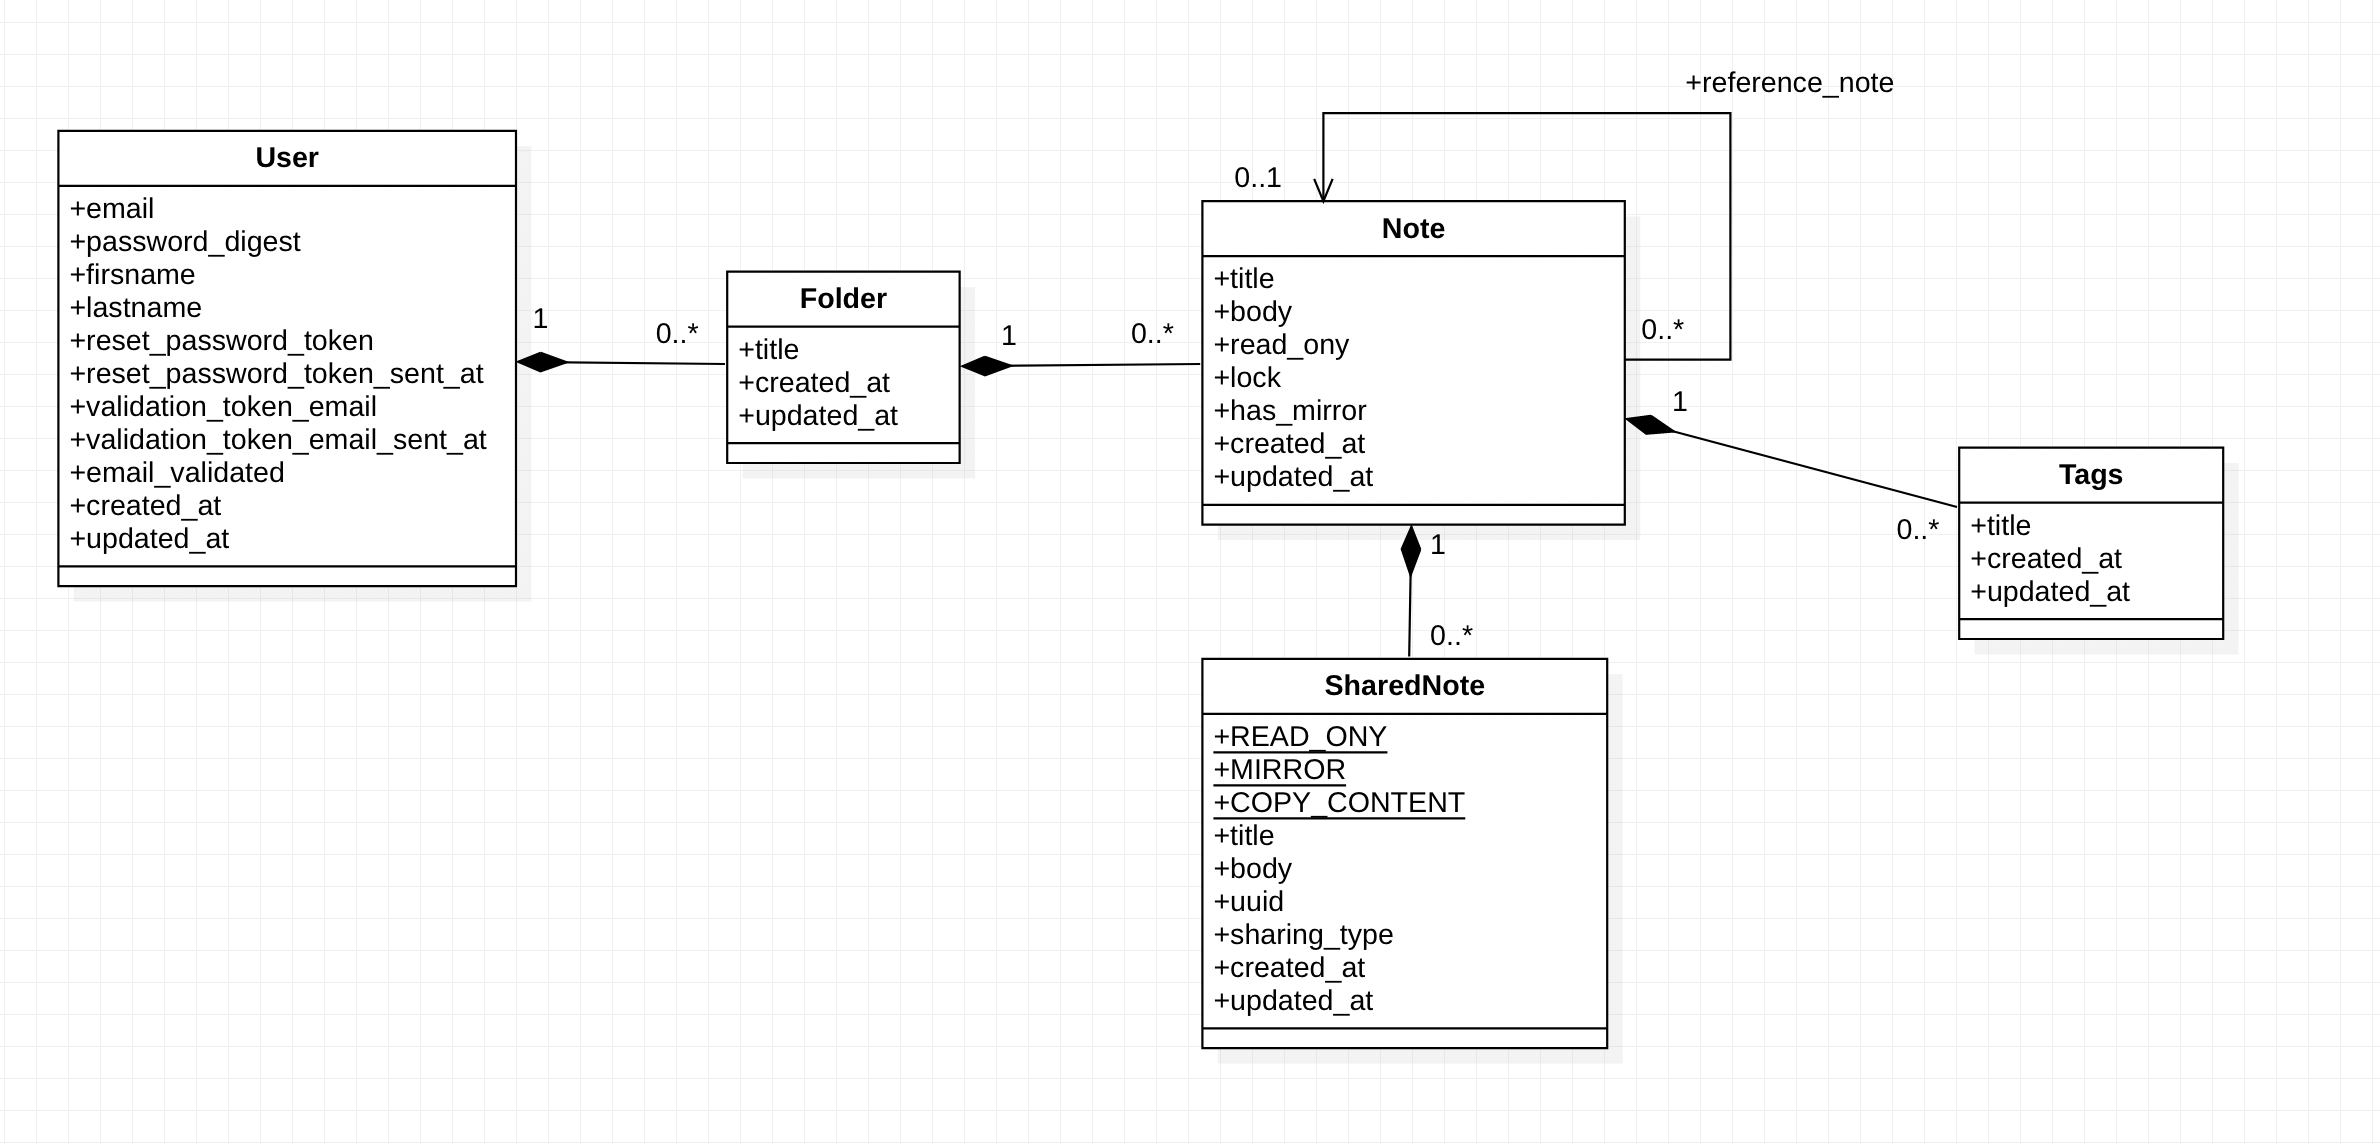 +reference_note
User
+email
+password_digest
+firsname
+lastname
+reset_password_token
+reset_password_token_sent_at
+validation_token_email
+validation_token_email_sent_at
+email_validated
+created_at
+updated_at
1
0..*
Folder
+title
+created_at
+updated_at
1
0..*
0..1
Note
+title
+body
+read_ony
+lock
+has_mirror
+created_at
+updated_at
0..*
1
0..*
Tags
+title
+created_at
+updated_at
1
0..*
SharedNote
+READ_ONY
+MIRROR
+COPY_CONTENT
+title
+body
+uuid
+sharing_type
+created_at
+updated_at